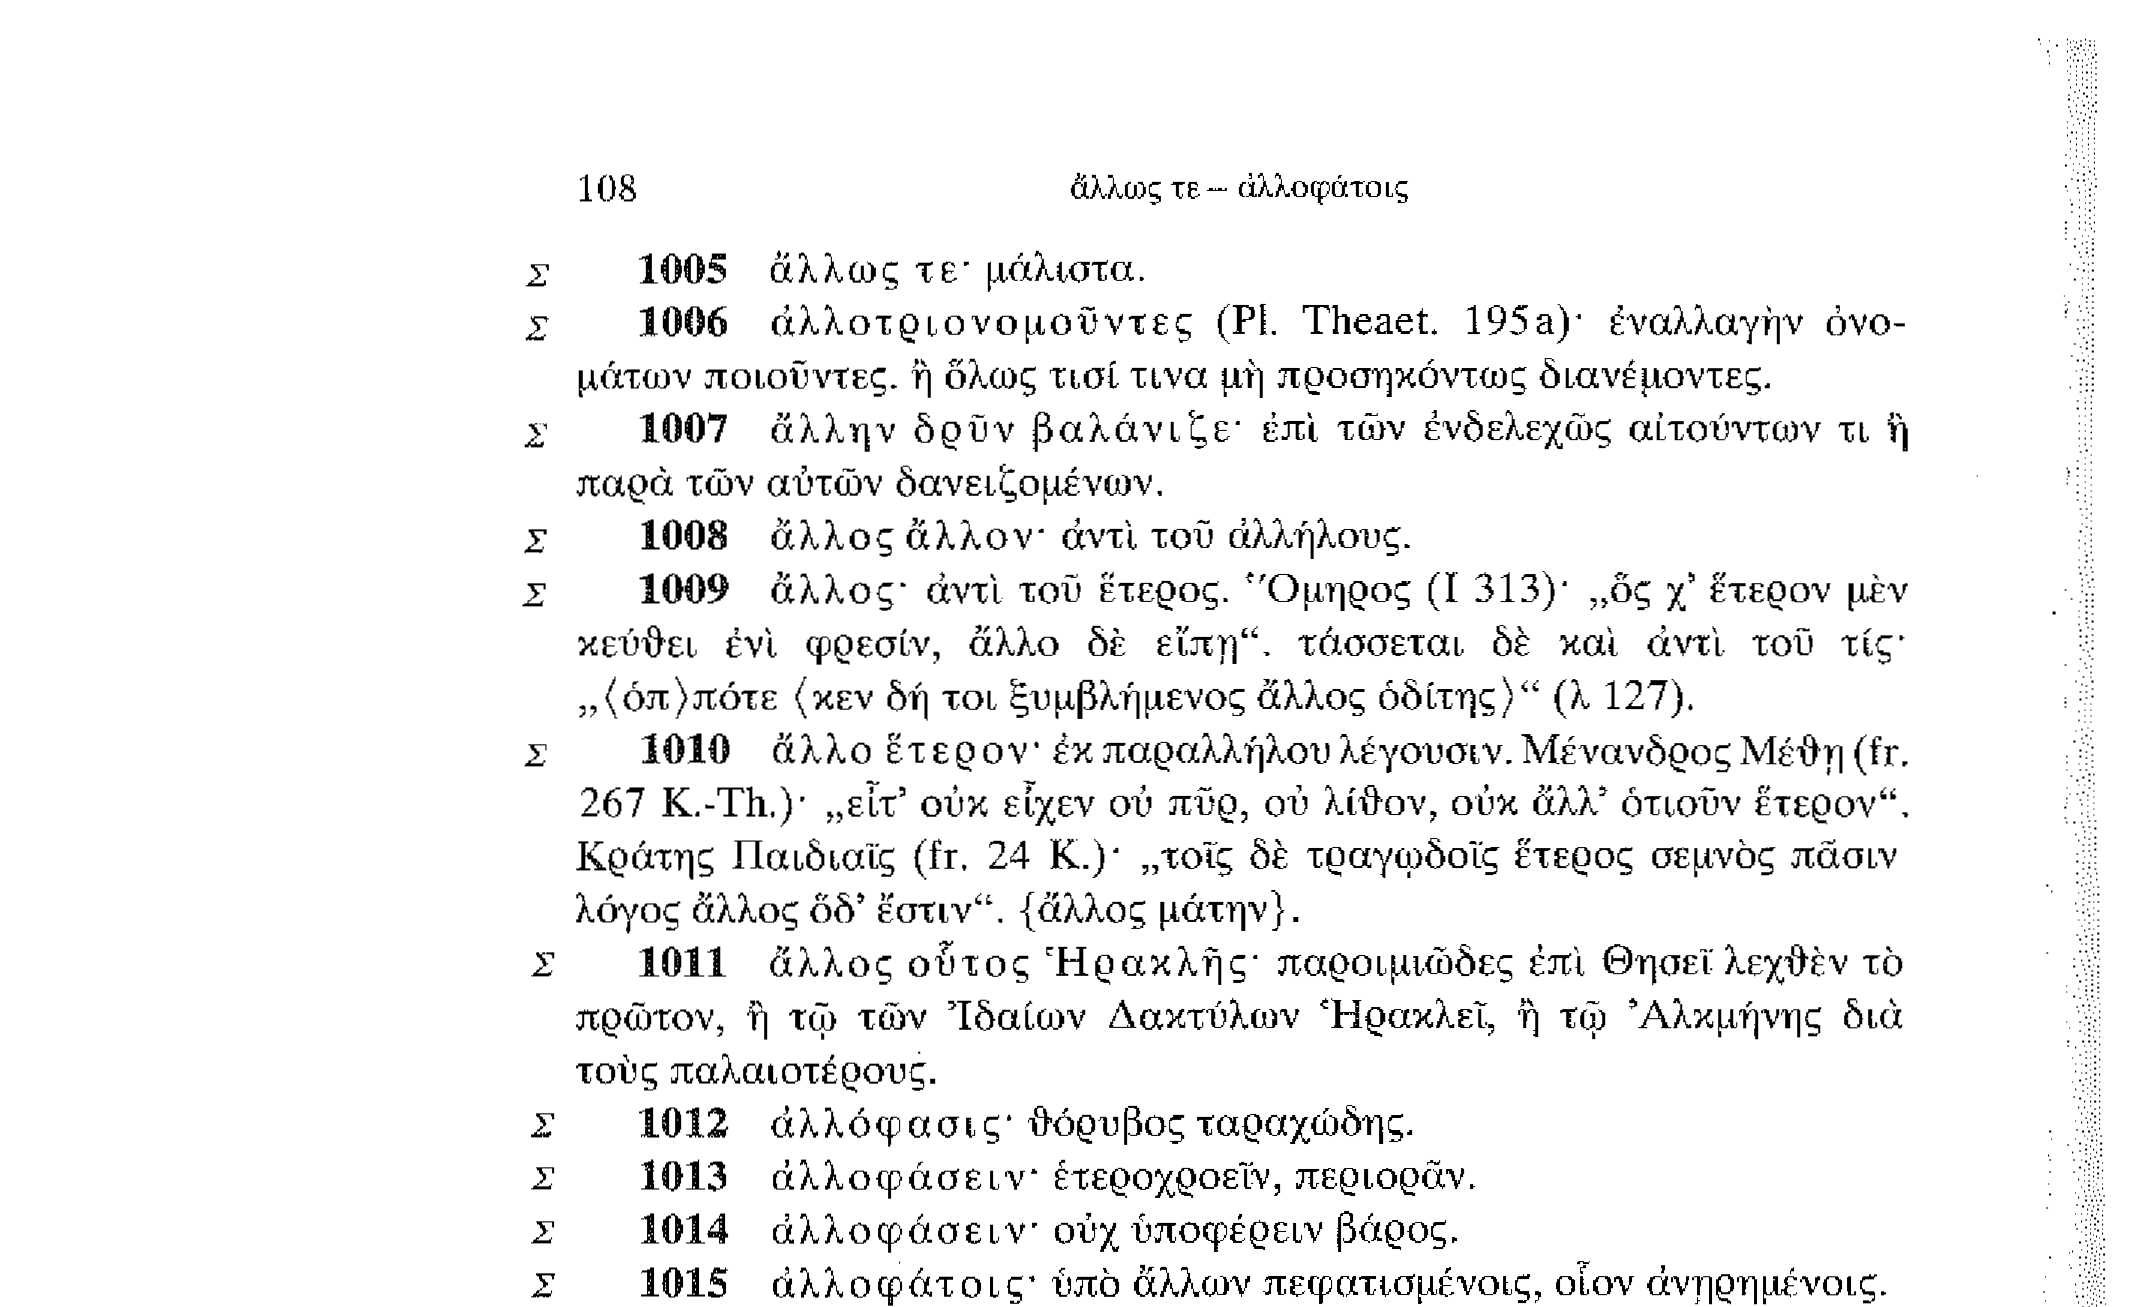 108 ἄλλως τε – ἀλλοφάτοις
Σ 1005 ἄλλως τε· μάλιστα.
Σ 1006 ἀλλοτριονομοῦντες (Pl. Theaet. 195a)· ἐναλλαγὴν ὀνο-
μάτων ποιοῦντες. ἢ ὅλως τισί τινα μὴ προσηκόντως διανέμοντες.
Σ 1007 ἄλλην δρῦν βαλάνιζε· ἐπὶ τῶν ἐνδελεχῶς αἰτούντων τι ἢ
παρὰ τῶν αὐτῶν δανειζομένων.
Σ 1008 ἄλλος ἄλλον· ἀντὶ τοῦ ἀλλήλους.
Σ 1009 ἄλλος· ἀντὶ τοῦ ἕτερος. Ὅμηρος (I 313)· „ὅς χ’ ἕτερον μὲν
κεύθει ἐνὶ φρεσίν, ἄλλο δὲ εἴπῃ“. τάσσεται δὲ καὶ ἀντὶ τοῦ τίς·
„⟨ὁπ⟩πότε ⟨κεν δή τοι ξυμβλήμενος ἄλλος ὁδίτης⟩“ (λ 127).
Σ 1010 ἄλλο ἕτερον· ἐκ παραλλήλου λέγουσιν. Μένανδρος Μέθῃ (fr.
267 K.-Th.)· „εἶτ’ οὐκ εἶχεν οὐ πῦρ, οὐ λίθον, οὐκ ἄλλ’ ὁτιοῦν ἕτερον“.
Κράτης Παιδιαῖς (fr. 24 K.)· „τοῖς δὲ τραγῳδοῖς ἕτερος σεμνὸς πᾶσιν
λόγος ἄλλος ὅδ’ ἔστιν“. {ἄλλος μάτην}.
Σ 1011 ἄλλος οὗτος Ἡρακλῆς· παροιμιῶδες ἐπὶ Θησεῖ λεχθὲν τὸ
πρῶτον, ἢ τῷ τῶν Ἰδαίων Δακτύλων Ἡρακλεῖ, ἢ τῷ Ἀλκμήνης διὰ
τοὺς παλαιοτέρους.
Σ 1012 ἀλλόφασις· θόρυβος ταραχώδης.
Σ 1013 ἀλλοφάσειν· ἑτεροχροεῖν, περιορᾶν.
Σ 1014 ἀλλοφάσειν· οὐχ ὑποφέρειν βάρος.
Σ 1015 ἀλλοφάτοις· ὑπὸ ἄλλων πεφατισμένοις, οἷον ἀνῃρημένοις.